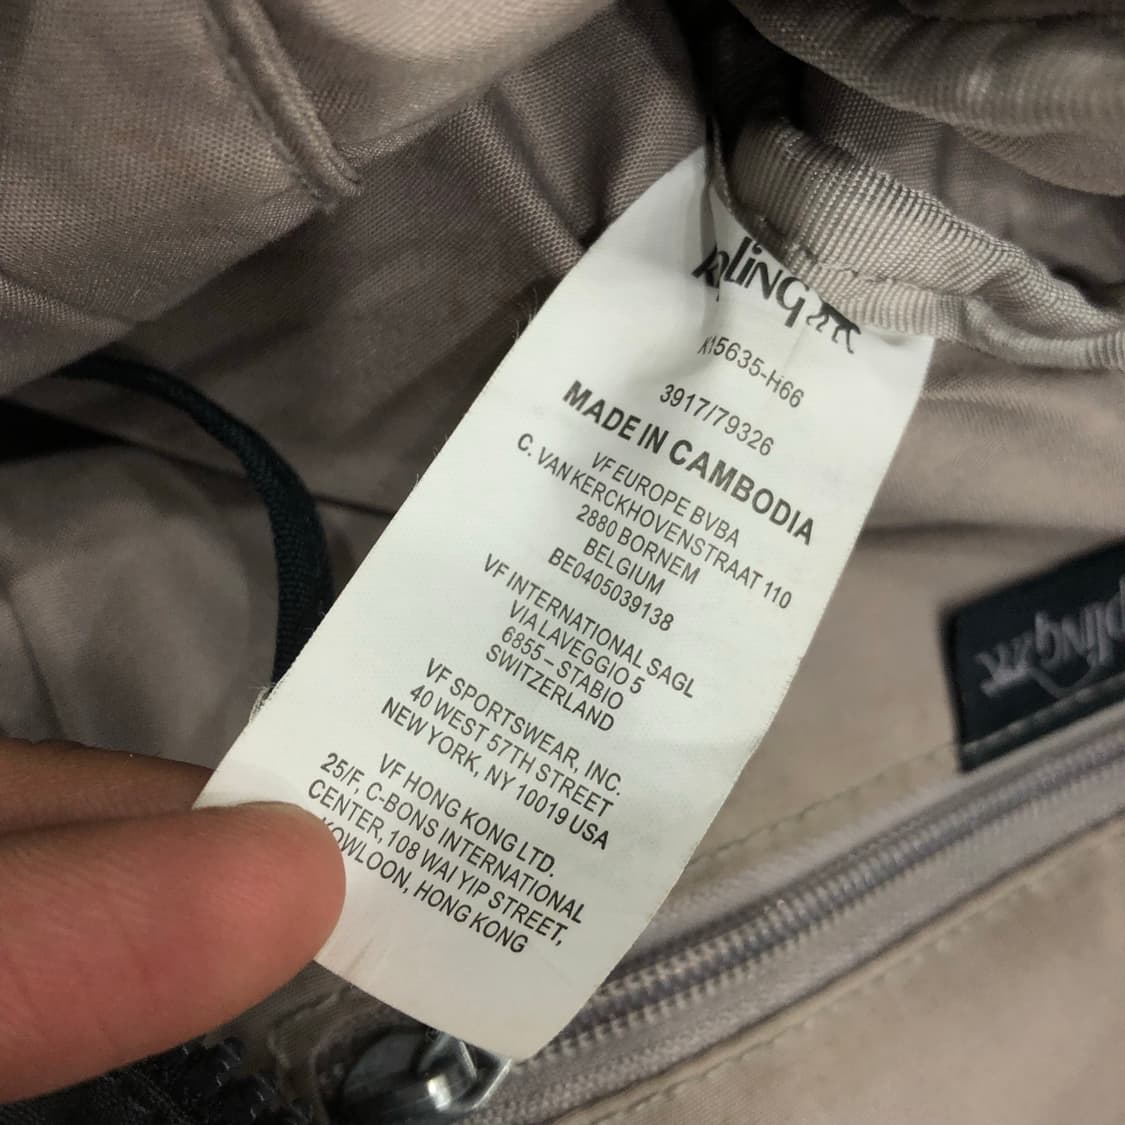 kipling
K15635-H66
3917/79326
MADE IN CAMBODIA
VF EUROPE BVBA
C. VAN KERCKHOVENSTRAAT 110
2880 BORNEM
BELGIUM
BE0405039138
VF INTERNATIONAL SAGL
VIA LAVEGGIO 5
6855 – STABIO
SWITZERLAND
VF SPORTSWEAR, INC.
40 WEST 57TH STREET
NEW YORK, NY 10019 USA
VF HONG KONG LTD.
25/F, C-BONS INTERNATIONAL
CENTER, 108 WAI YIP STREET,
KOWLOON, HONG KONG
kipling